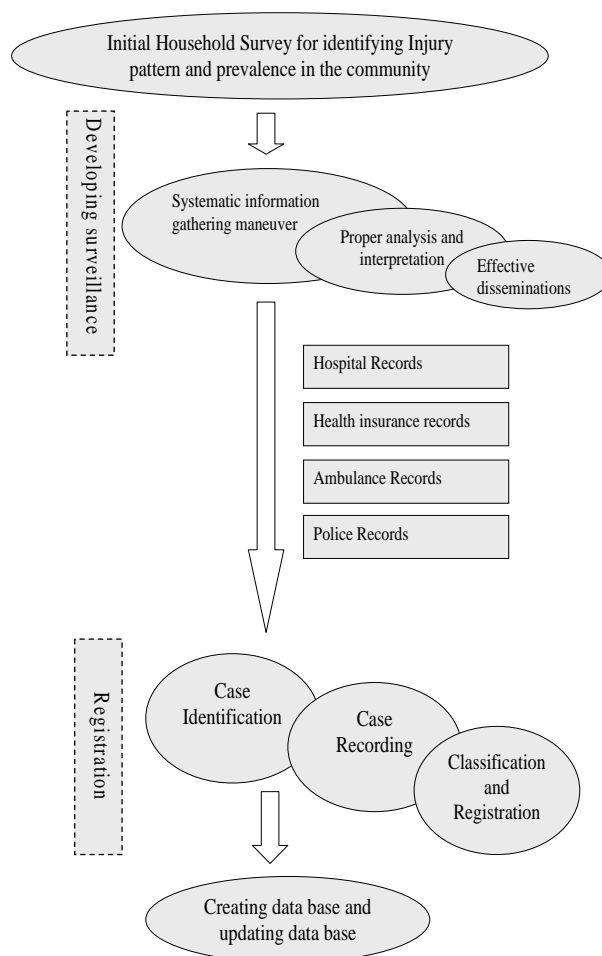 Initial Household Survey for identifying Injury
pattern and prevalence in the community
Developing surveillance
Systematic information
gathering maneuver
Proper analysis and
interpretation
Effective
disseminations
Hospital Records
Health insurance records
Ambulance Records
Police Records
Registration
Case
Identification
Case
Recording
Classification
and
Registration
Creating data base and
updating data base